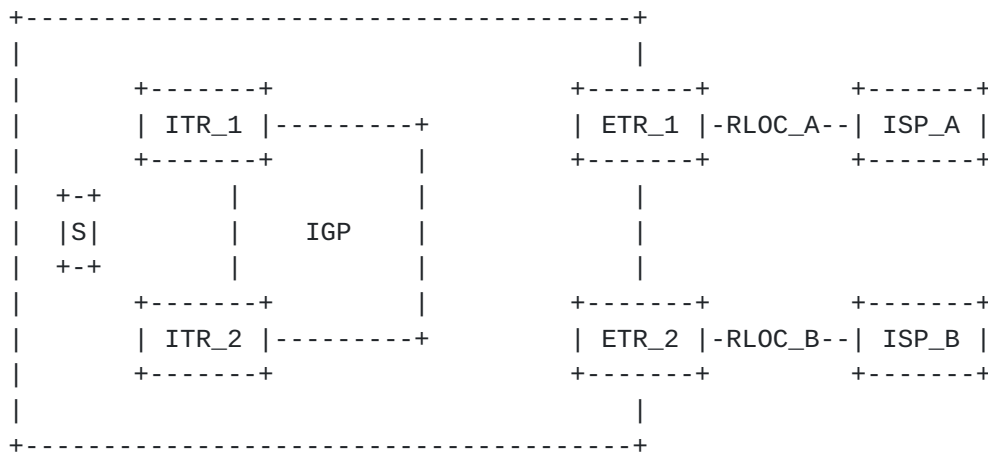 ITR_1 ETR_1 -RLOC_A-- ISP_A
S IGP
ITR_2 ETR_2 -RLOC_B-- ISP_B